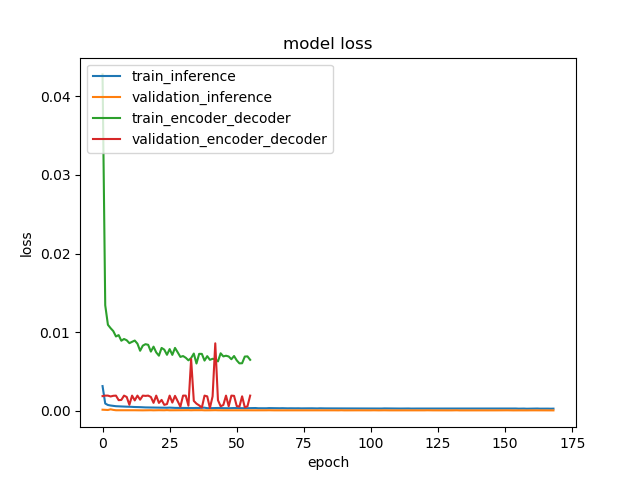 model loss
train_inference
validation_inference
train_encoder_decoder
validation_encoder_decoder
loss
0.04
0.03
0.02
0.01
0.00
0 25 50 75 100 125 150 175
epoch